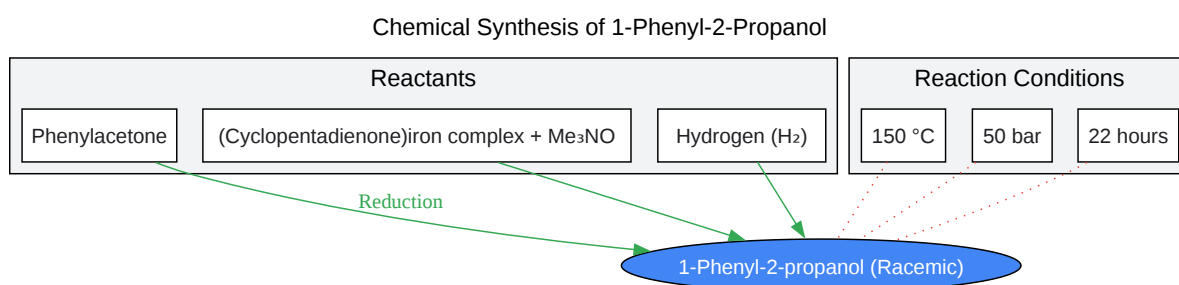 Chemical Synthesis of 1-Phenyl-2-Propanol
Reactants
Reaction Conditions
Phenylacetone
(Cyclopentadienone)iron complex + Me₃NO
Hydrogen (H₂)
150 °C
50 bar
22 hours
Reduction
1-Phenyl-2-propanol (Racemic)